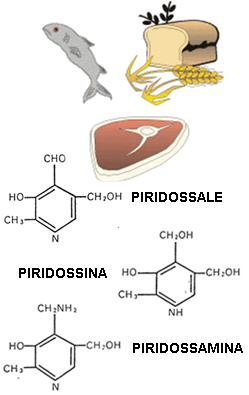 CHO
HO CH₂OH PIRIDOSSALE
CH₃
N
CH₂OH
PIRIDOSSINA HO CH₂OH
CH₃
NH
CH₂NH₂
HO CH₂OH PIRIDOSSAMINA
CH₃
N